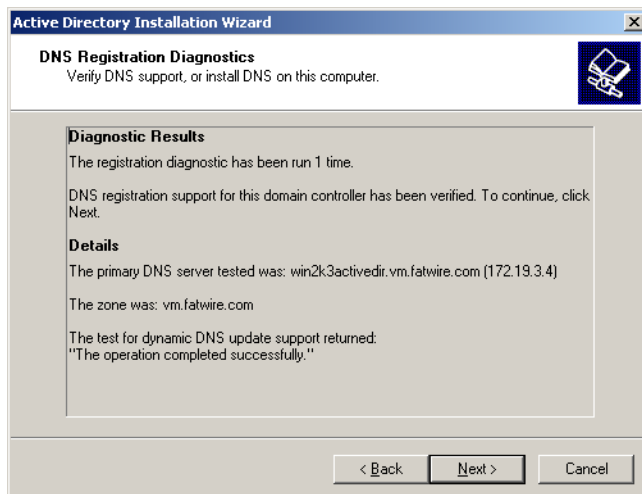 Active Directory Installation Wizard
DNS Registration Diagnostics
Verify DNS support, or install DNS on this computer.
Diagnostic Results
The registration diagnostic has been run 1 time.
DNS registration support for this domain controller has been verified. To continue, click
Next.
Details
The primary DNS server tested was: win2k3activedir.vm.fatwire.com (172.19.3.4)
The zone was: vm.fatwire.com
The test for dynamic DNS update support returned:
"The operation completed successfully."
< Back
Next >
Cancel